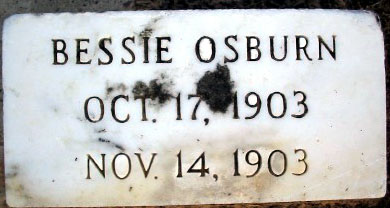 BESSIE OSBURN
OCT. 17, 1903
NOV. 14, 1903